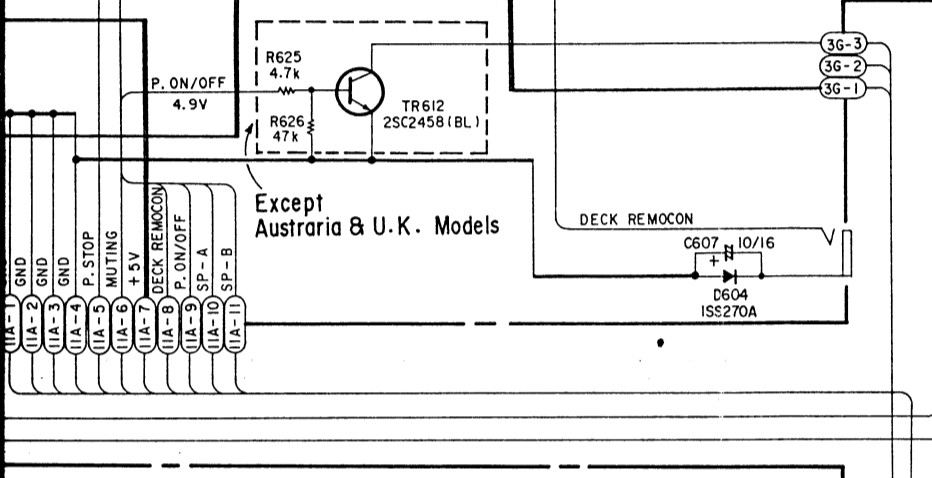 R625
4.7k
P. ON/OFF
4.9V
R626
47k
TR612
2SC2458(BL)
3G-3
3G-2
3G-1
Except
Austraria & U.K. Models
DECK REMOCON
C607 10/16
+
D604
1SS270A
GND
GND
GND
P. STOP
MUTING
+5V
DECK REMOCON
P. ON/OFF
SP-A
SP-B
11A-1
11A-2
11A-3
11A-4
11A-5
11A-6
11A-7
11A-8
11A-9
11A-10
11A-11